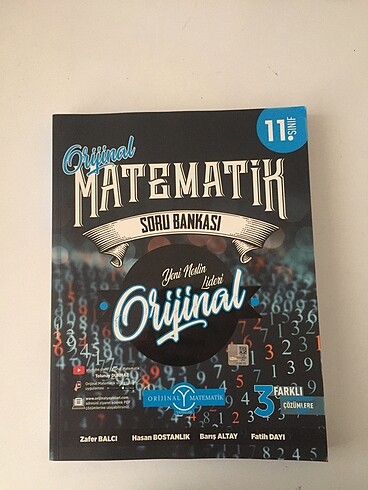 11. SINIF
Orijinal
MATEMATİK
SORU BANKASI
Yeni Neslin
Lideri
Orijinal
ORİJİNAL MATEMATİK
3 FARKLI
ÇÖZÜMLERE
Zafer BALCI Hasan BOSTANLIK Barış ALTAY Fatih DAYI